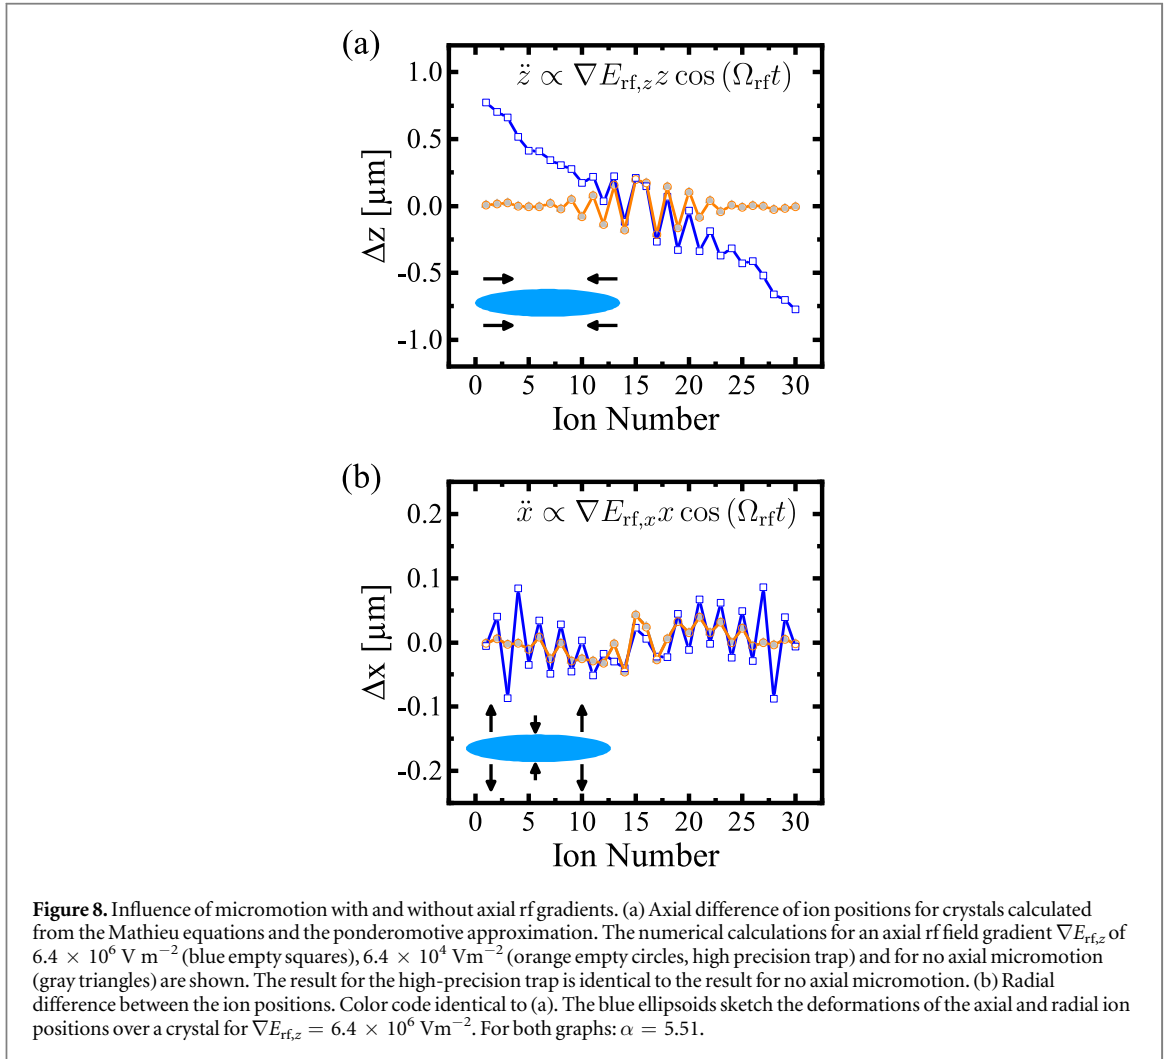 (a)
1.0
z̈ ∝ ∇E_rf,z z cos (Ω_rf t)
0.5
0.0
-0.5
-1.0
Δz [μm]
0 5 10 15 20 25 30
Ion Number
(b)
0.2
ẍ ∝ ∇E_rf,x x cos (Ω_rf t)
0.1
0.0
-0.1
-0.2
Δx [μm]
0 5 10 15 20 25 30
Ion Number
Figure 8. Influence of micromotion with and without axial rf gradients. (a) Axial difference of ion positions for crystals calculated
from the Mathieu equations and the ponderomotive approximation. The numerical calculations for an axial rf field gradient ∇E_rf,z of
6.4 × 10⁶ V m⁻² (blue empty squares), 6.4 × 10⁴ Vm⁻² (orange empty circles, high precision trap) and for no axial micromotion
(gray triangles) are shown. The result for the high-precision trap is identical to the result for no axial micromotion. (b) Radial
difference between the ion positions. Color code identical to (a). The blue ellipsoids sketch the deformations of the axial and radial ion
positions over a crystal for ∇E_rf,z = 6.4 × 10⁶ Vm⁻². For both graphs: α = 5.51.